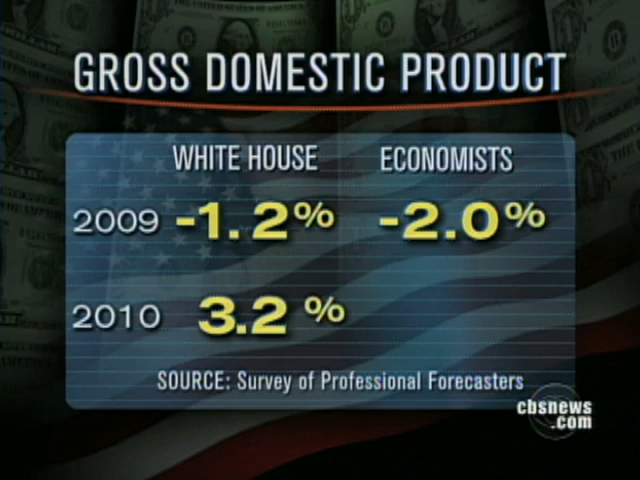 GROSS DOMESTIC PRODUCT
WHITE HOUSE ECONOMISTS
2009 -1.2% -2.0%
2010 3.2 %
SOURCE: Survey of Professional Forecasters
cbsnews
.com